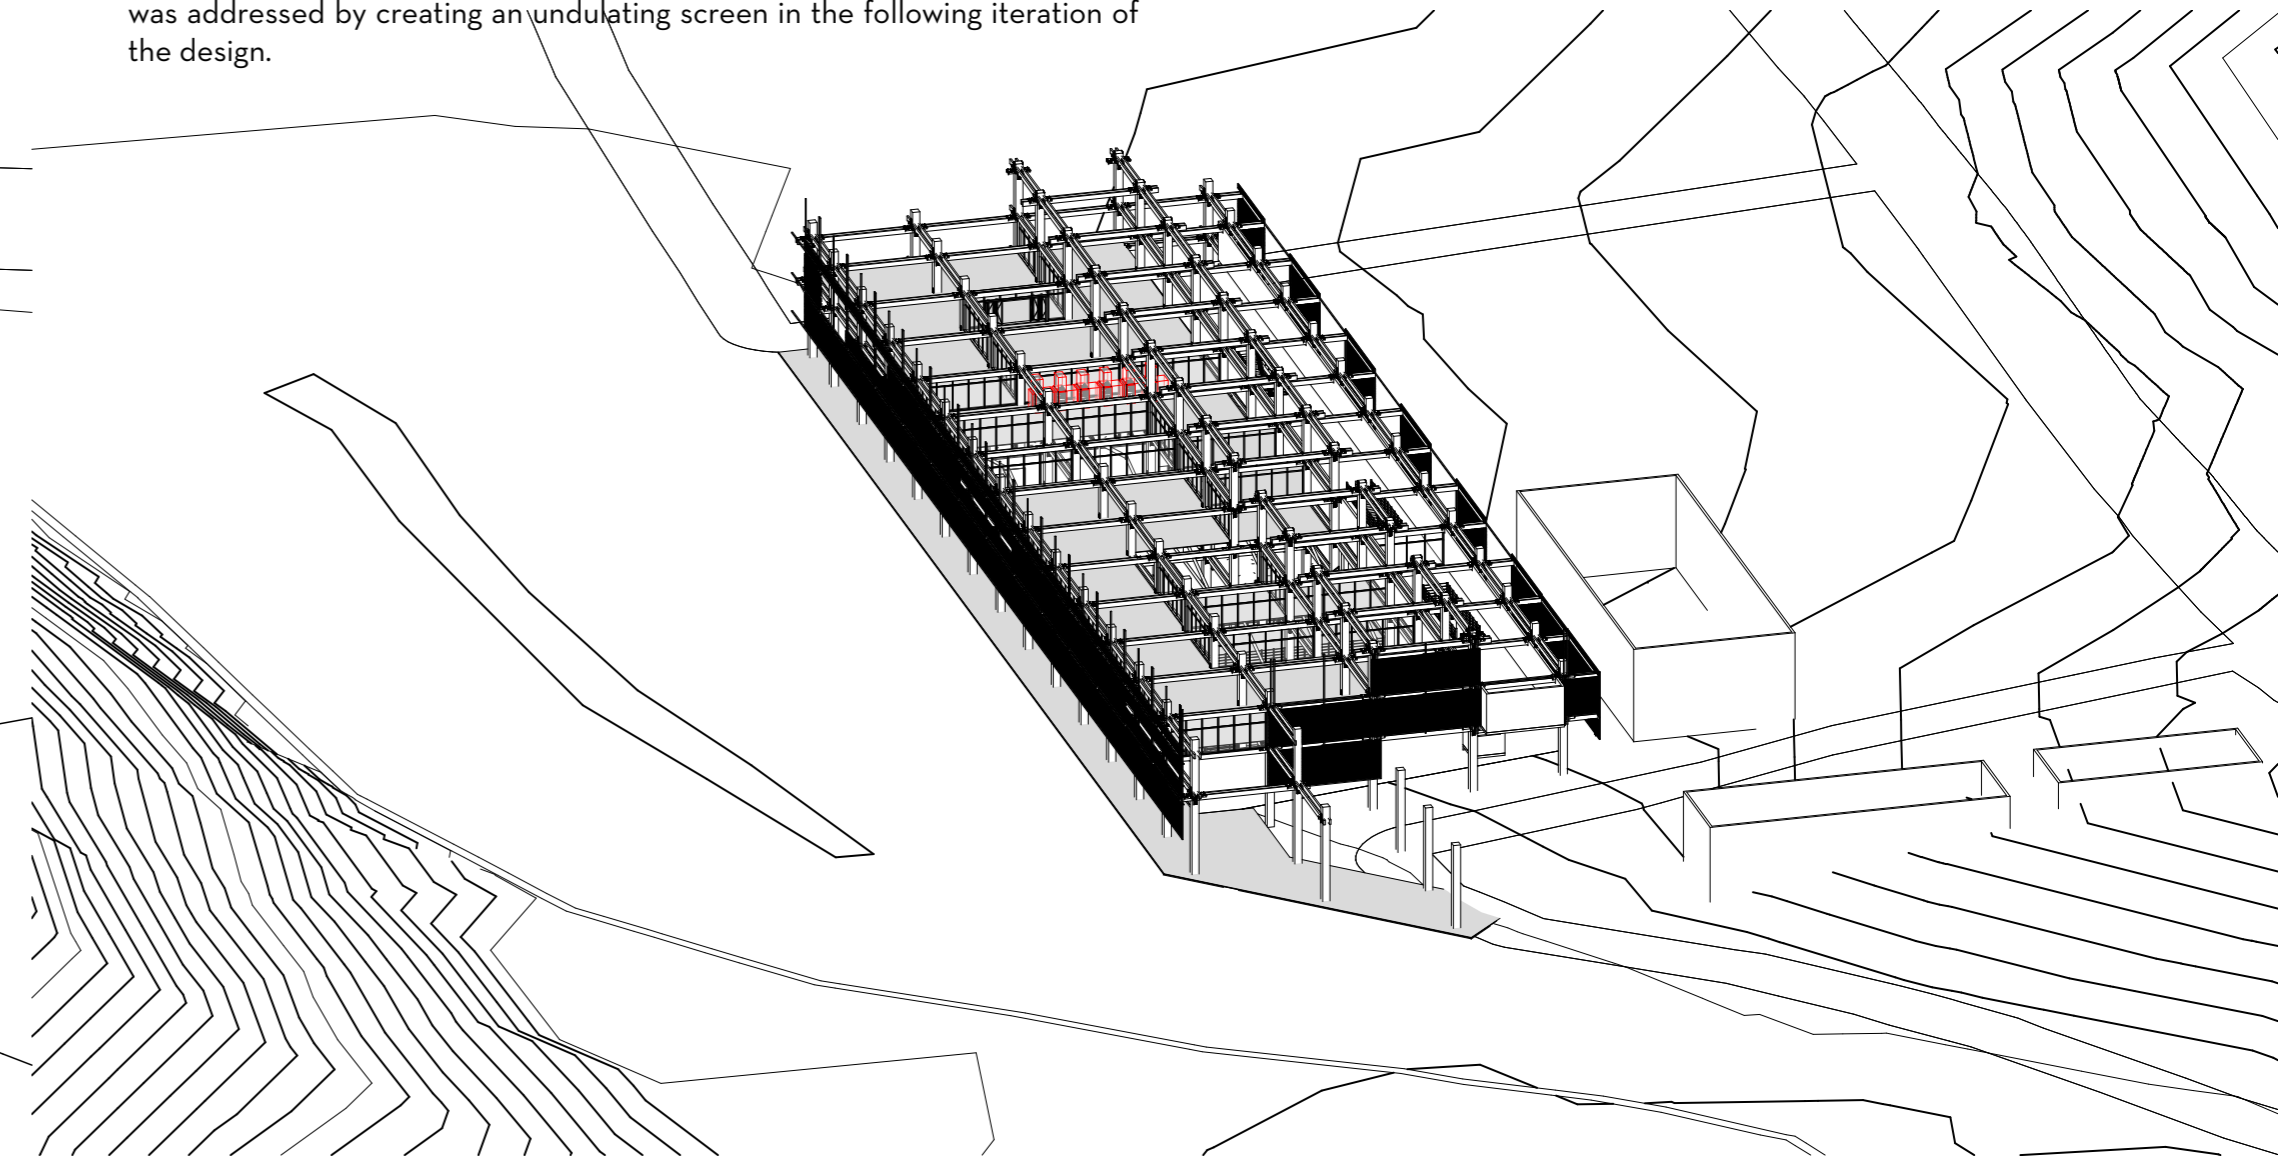 was addressed by creating an undulating screen in the following iteration of
the design.